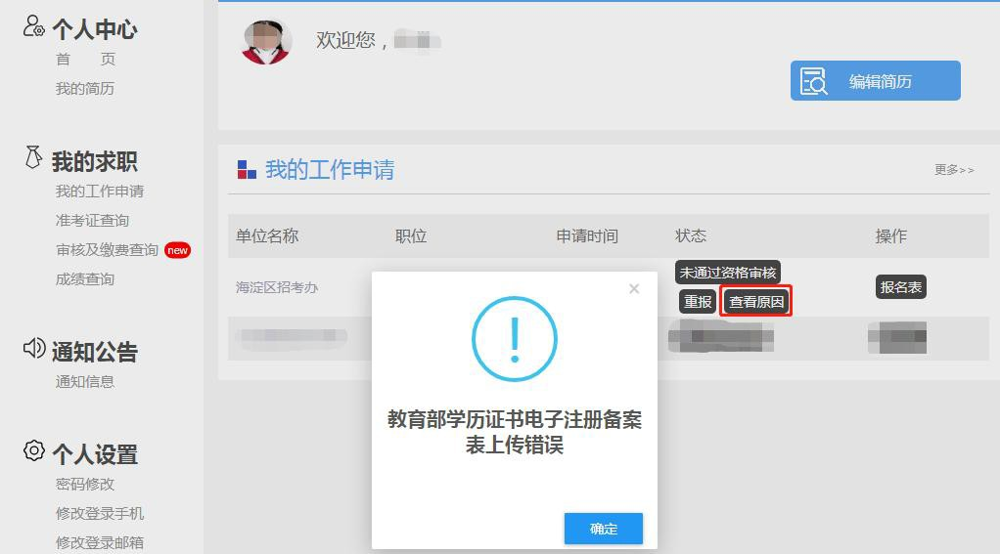 个人中心
首 页
我的简历
我的求职
我的工作申请
准考证查询
审核及缴费查询 new
成绩查询
通知公告
通知信息
个人设置
密码修改
修改登录手机
修改登录邮箱
欢迎您，
编辑简历
我的工作申请
更多>>
单位名称 职位 申请时间 状态 操作
海淀区招考办
未通过资格审核
重报 查看原因
报名表
×
!
教育部学历证书电子注册备案
表上传错误
确定